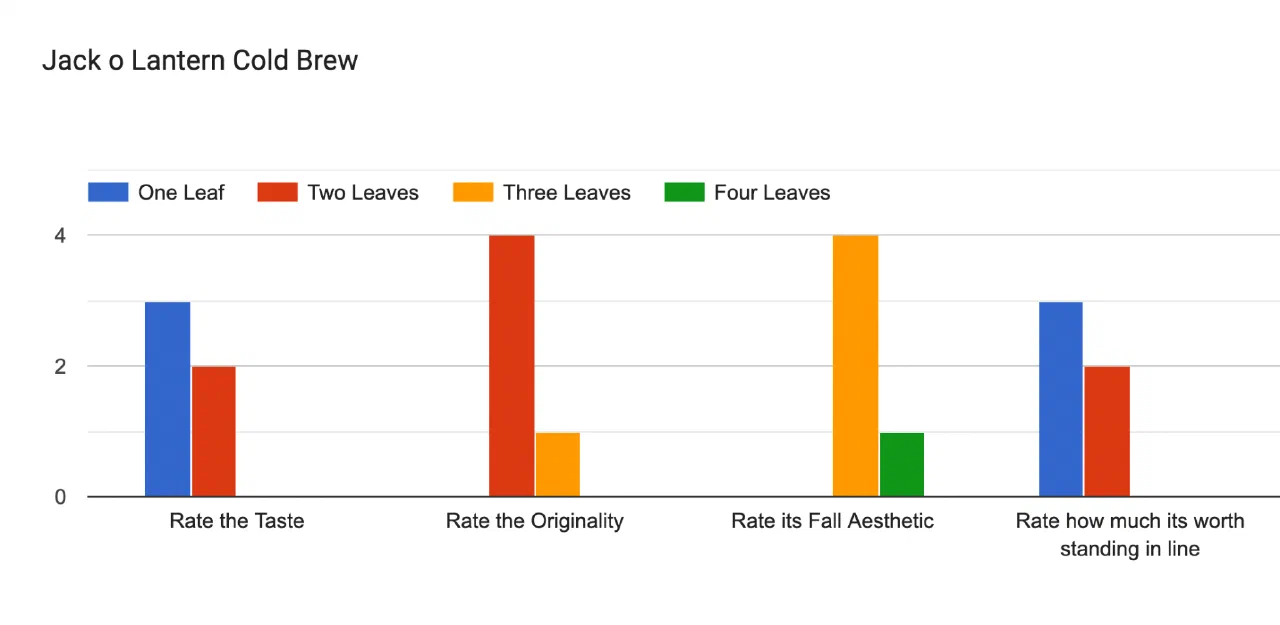 Jack o Lantern Cold Brew
One Leaf Two Leaves Three Leaves Four Leaves
4
2
0
Rate the Taste Rate the Originality Rate its Fall Aesthetic Rate how much its worth
standing in line